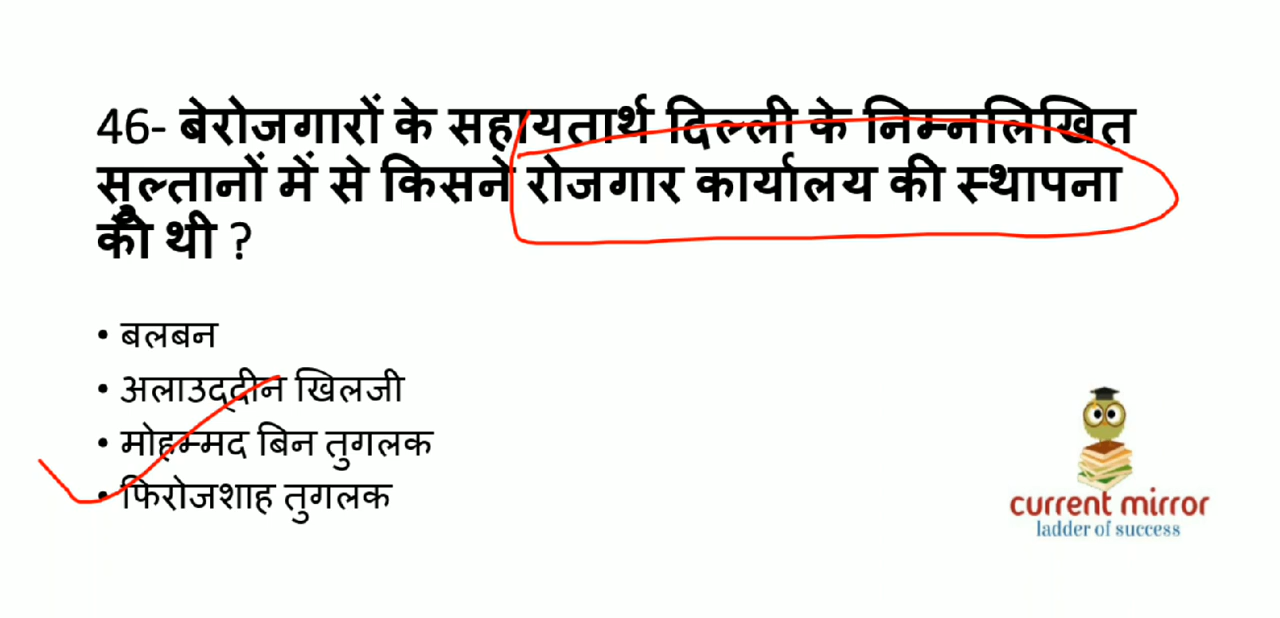 46- बेरोजगारों के सहायतार्थ दिल्ली के निम्नलिखित
सुल्तानों में से किसने रोजगार कार्यालय की स्थापना
की थी ?
• बलबन
• अलाउद्दीन खिलजी
• मोहम्मद बिन तुगलक
• फिरोजशाह तुगलक
current mirror
ladder of success